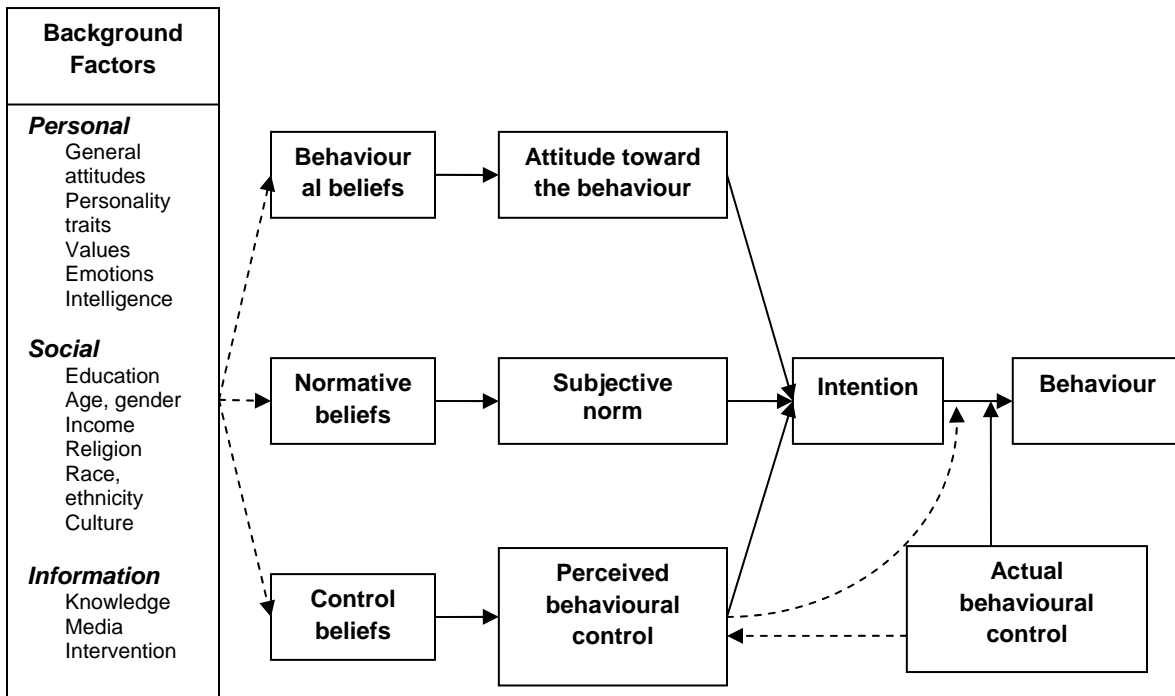 Background
Factors
Personal
General
attitudes
Personality
traits
Values
Emotions
Intelligence
Social
Education
Age, gender
Income
Religion
Race,
ethnicity
Culture
Information
Knowledge
Media
Intervention
Behaviour
al beliefs
Attitude toward
the behaviour
Normative
beliefs
Subjective
norm
Intention
Behaviour
Control
beliefs
Perceived
behavioural
control
Actual
behavioural
control